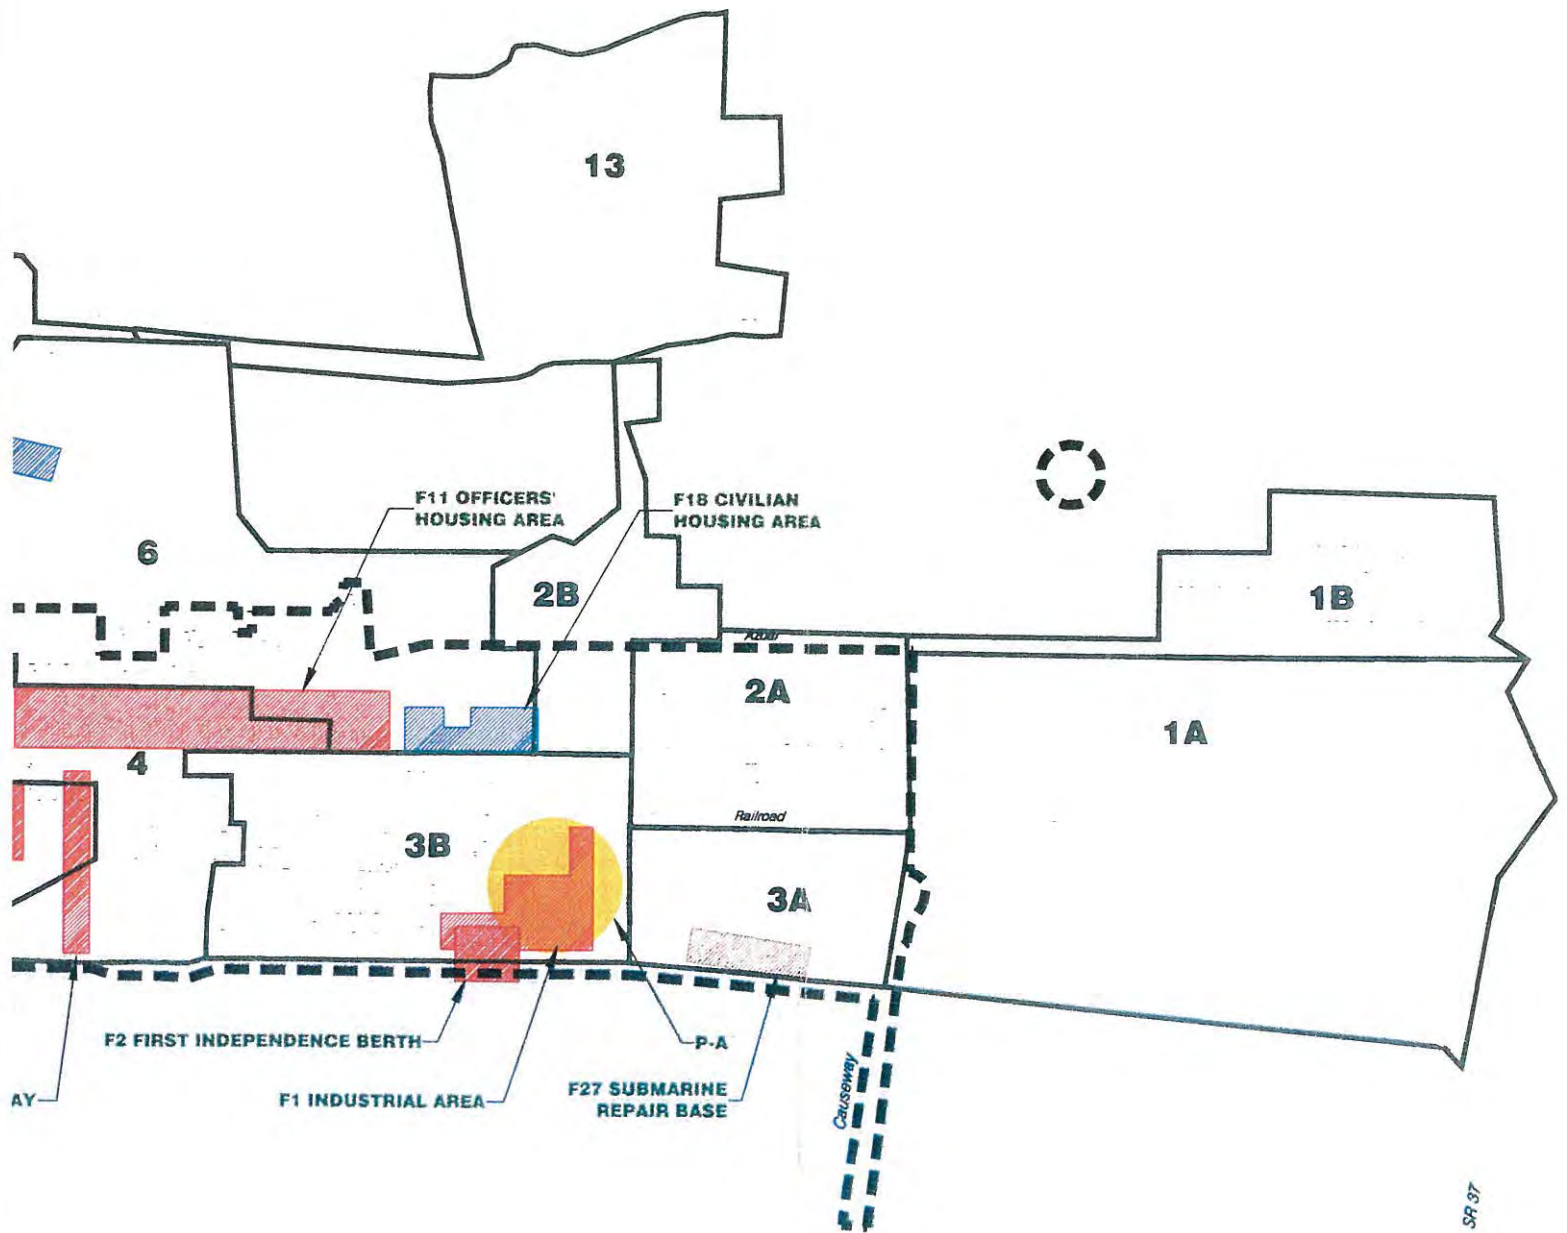 13
F11 OFFICERS'
HOUSING AREA
F18 CIVILIAN
HOUSING AREA
6
2B
1B
Azuar
2A
1A
4
Railroad
3B
3A
F2 FIRST INDEPENDENCE BERTH
P-A
AY
F1 INDUSTRIAL AREA
F27 SUBMARINE
REPAIR BASE
Causeway
SR 37